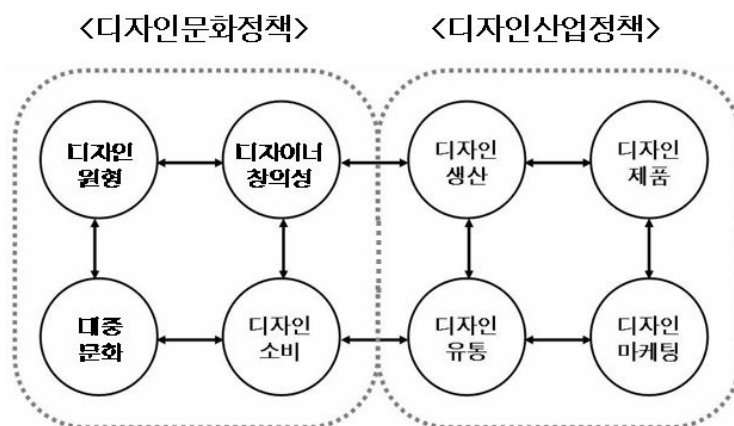 <디자인문화정책>
<디자인산업정책>
디자인
원형
디자이너
창의성
디자인
생산
디자인
제품
대중
문화
디자인
소비
디자인
유통
디자인
마케팅